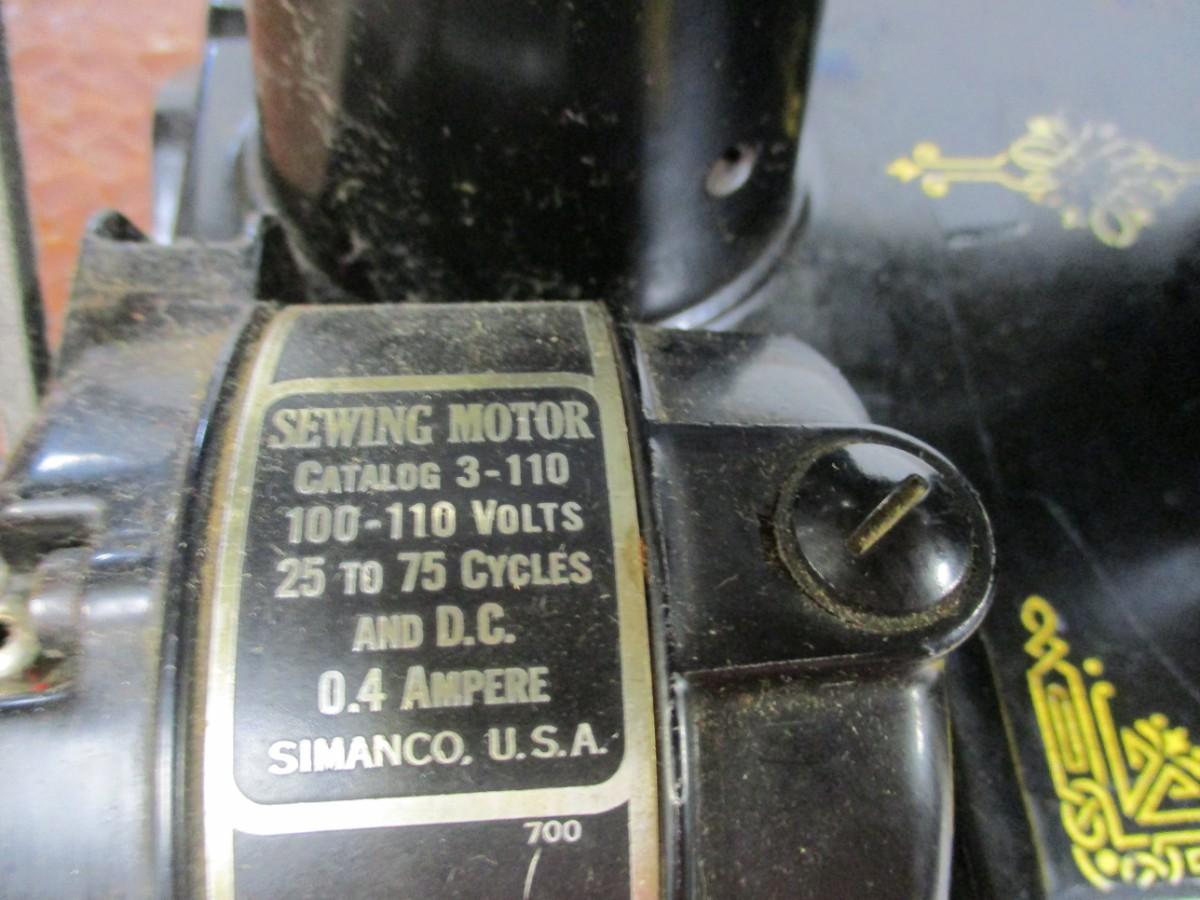 SEWING MOTOR
CATALOG 3-110
100-110 VOLTS
25 TO 75 CYCLES
AND D.C.
0.4 AMPERE
SIMANCO, U.S.A.
700